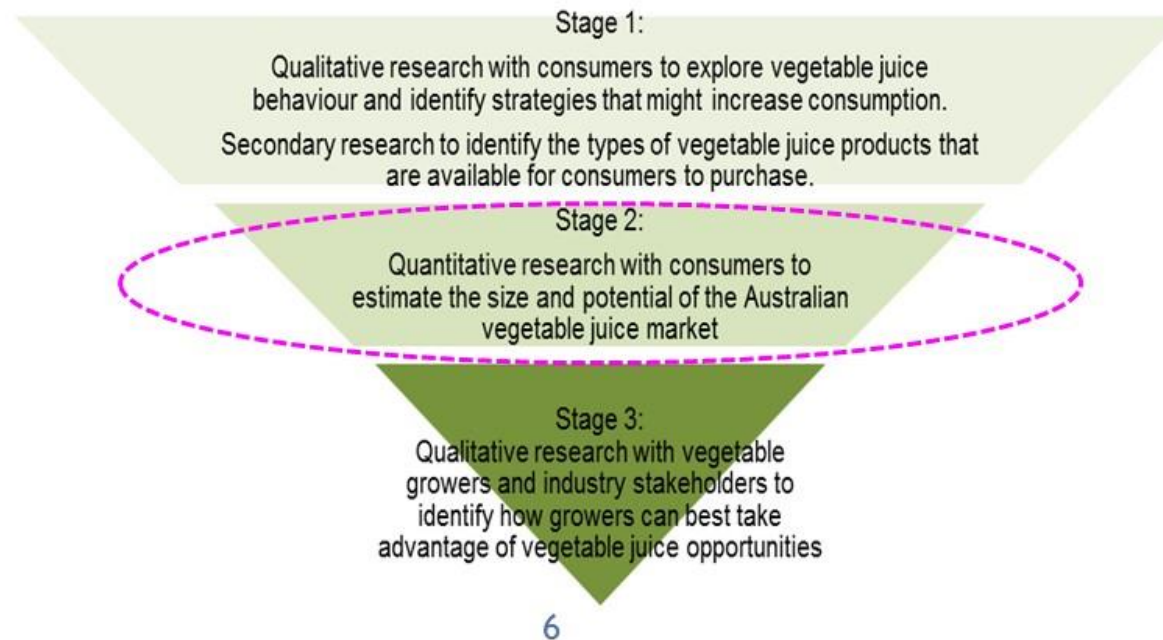 Stage 1:
Qualitative research with consumers to explore vegetable juice
behaviour and identify strategies that might increase consumption.
Secondary research to identify the types of vegetable juice products that
are available for consumers to purchase.
Stage 2:
Quantitative research with consumers to
estimate the size and potential of the Australian
vegetable juice market
Stage 3:
Qualitative research with vegetable
growers and industry stakeholders to
identify how growers can best take
advantage of vegetable juice opportunities
6